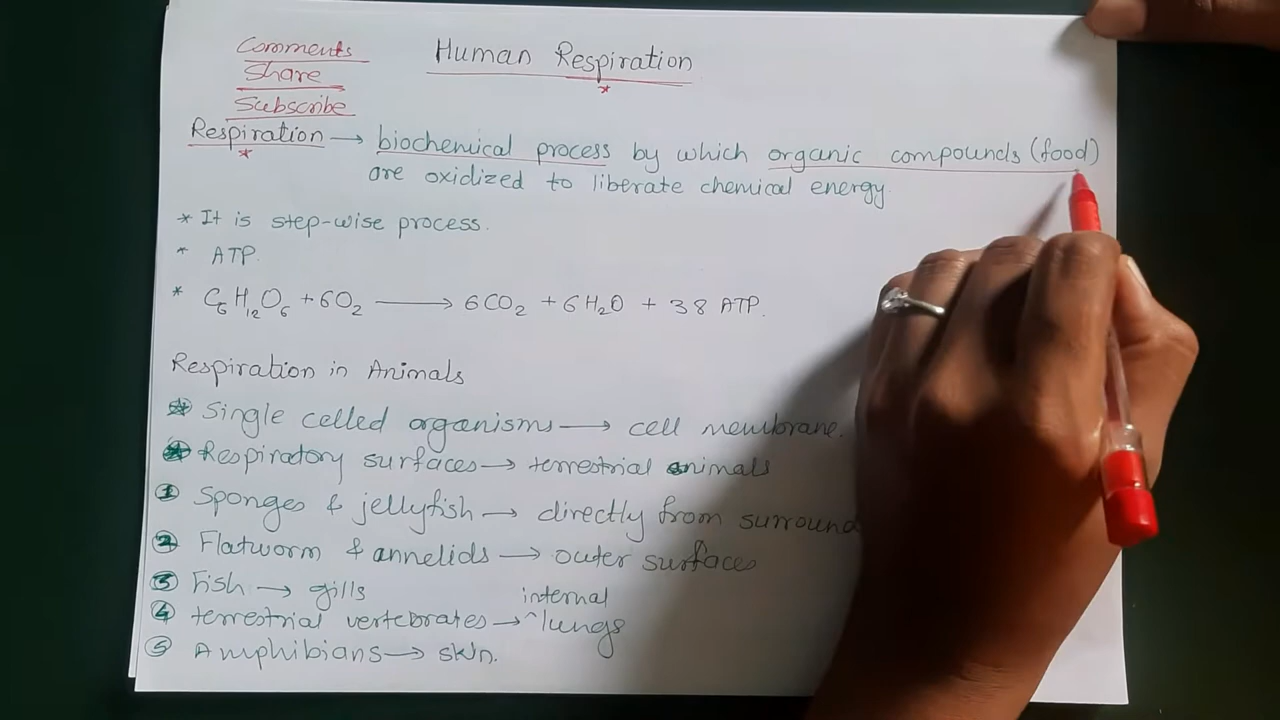 Comments
Share
Subscribe
Human Respiration
*
Respiration → biochemical process by which organic compounds (food)
*
are oxidized to liberate chemical energy.
* It is step-wise process.
* ATP.
* C6H12O6 + 6O2 → 6CO2 + 6H2O + 38 ATP.
Respiration in Animals
* Single celled organisms → cell membrane.
* Respiratory surfaces → terrestrial animals
① Sponges & jellyfish → directly from surround
② Flatworm & annelids → outer surfaces
③ Fish → gills
④ terrestrial vertebrates → ^ internal lungs
⑤ Amphibians → skin.